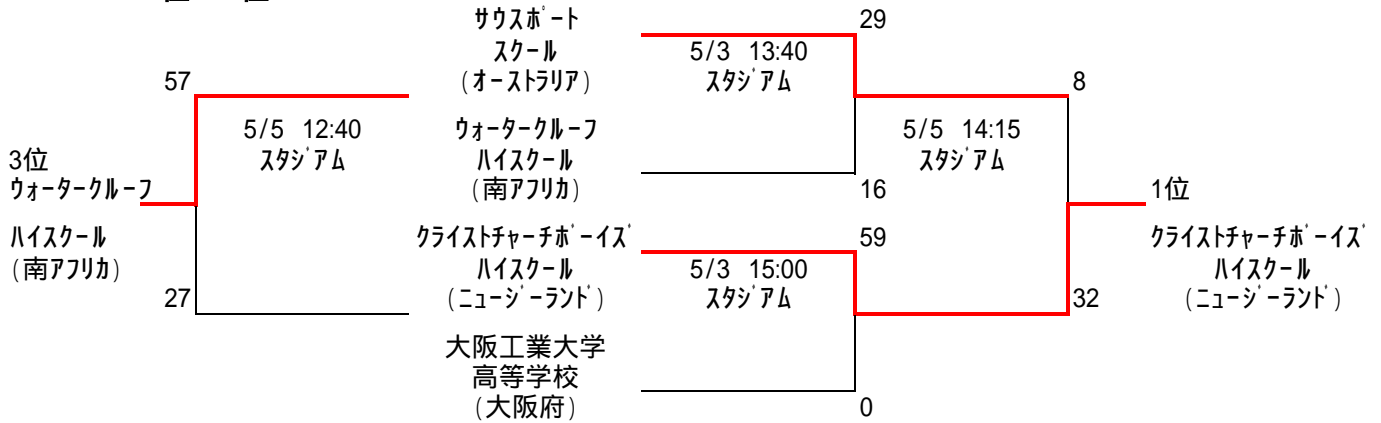 サウスポート
スクール
(オーストラリア)
29
5/3 13:40
スタジアム
57
8
5/5 12:40
スタジアム
ウォータークルーフ
ハイスクール
(南アフリカ)
5/5 14:15
スタジアム
3位
ウォータークルーフ
16
1位
ハイスクール
(南アフリカ)
クライストチャーチボーイズ
ハイスクール
(ニュージーランド)
59
5/3 15:00
スタジアム
クライストチャーチボーイズ
ハイスクール
(ニュージーランド)
27
32
大阪工業大学
高等学校
(大阪府)
0